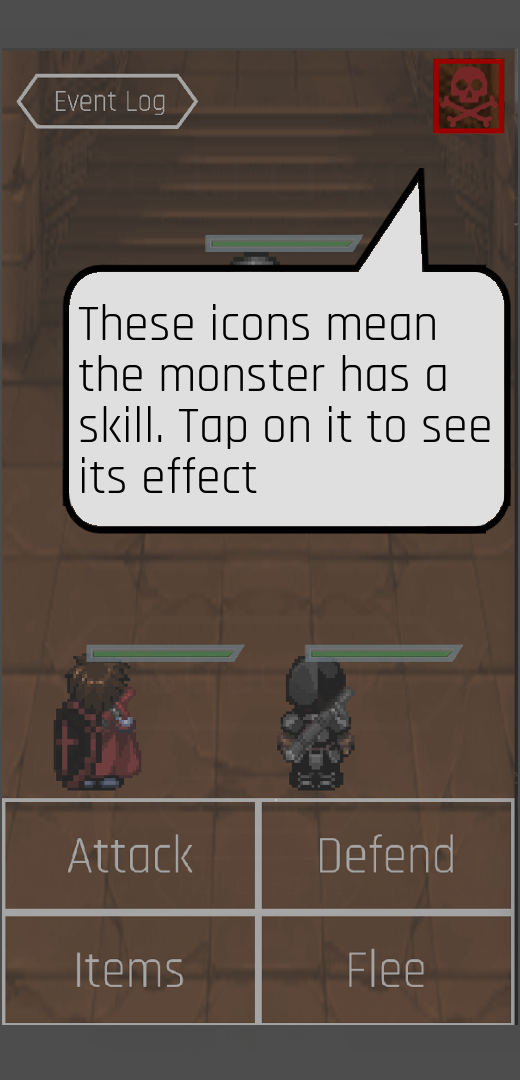 Event Log
These icons mean
the monster has a
skill. Tap on it to see
its effect
Attack
Defend
Items
Flee